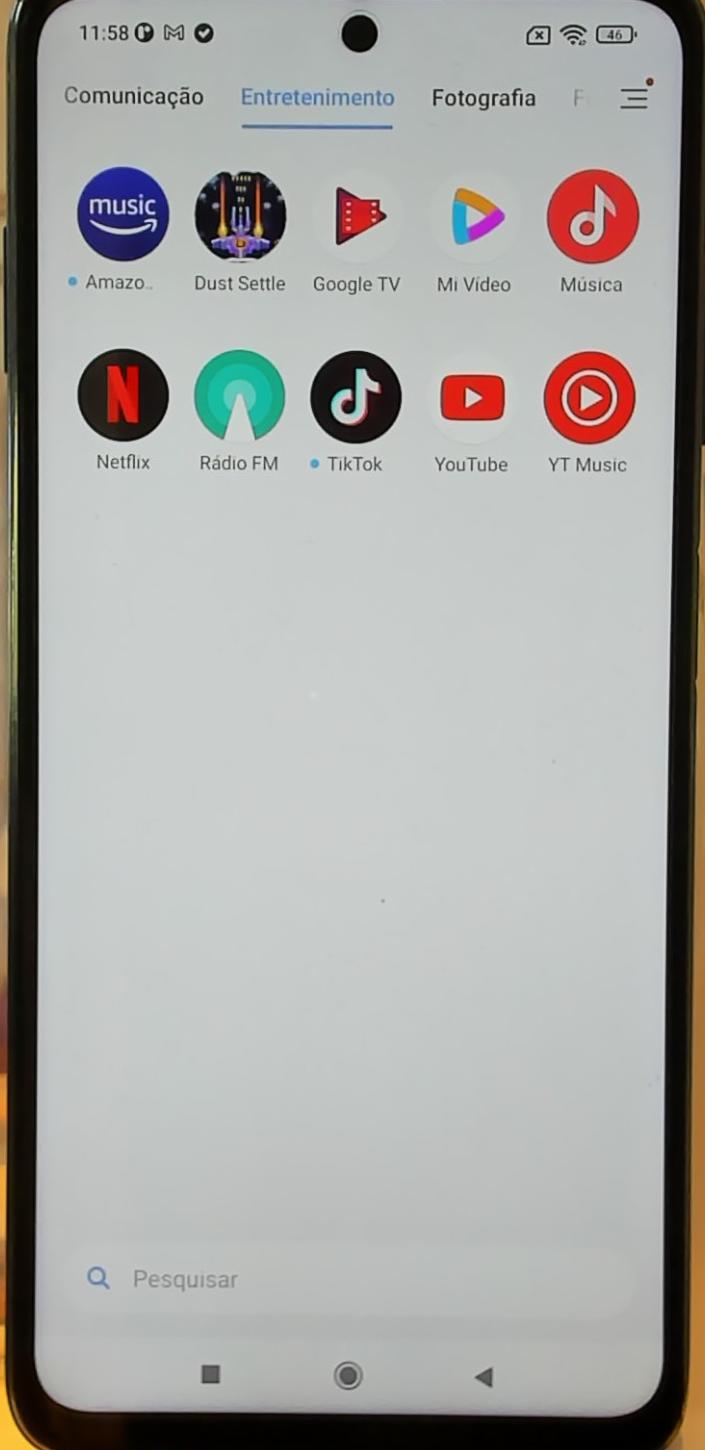 11:58 46
Comunicação Entretenimento Fotografia F
music
Amazo.. Dust Settle Google TV Mi Vídeo Música
N
Netflix Rádio FM TikTok YouTube YT Music
Pesquisar